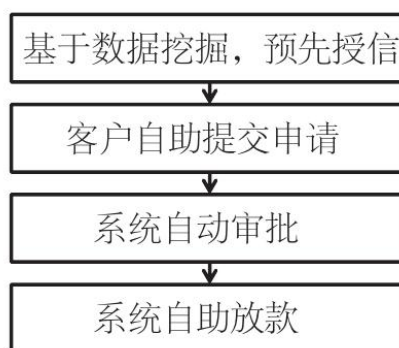 基于数据挖掘，预先授信
客户自助提交申请
系统自动审批
系统自助放款